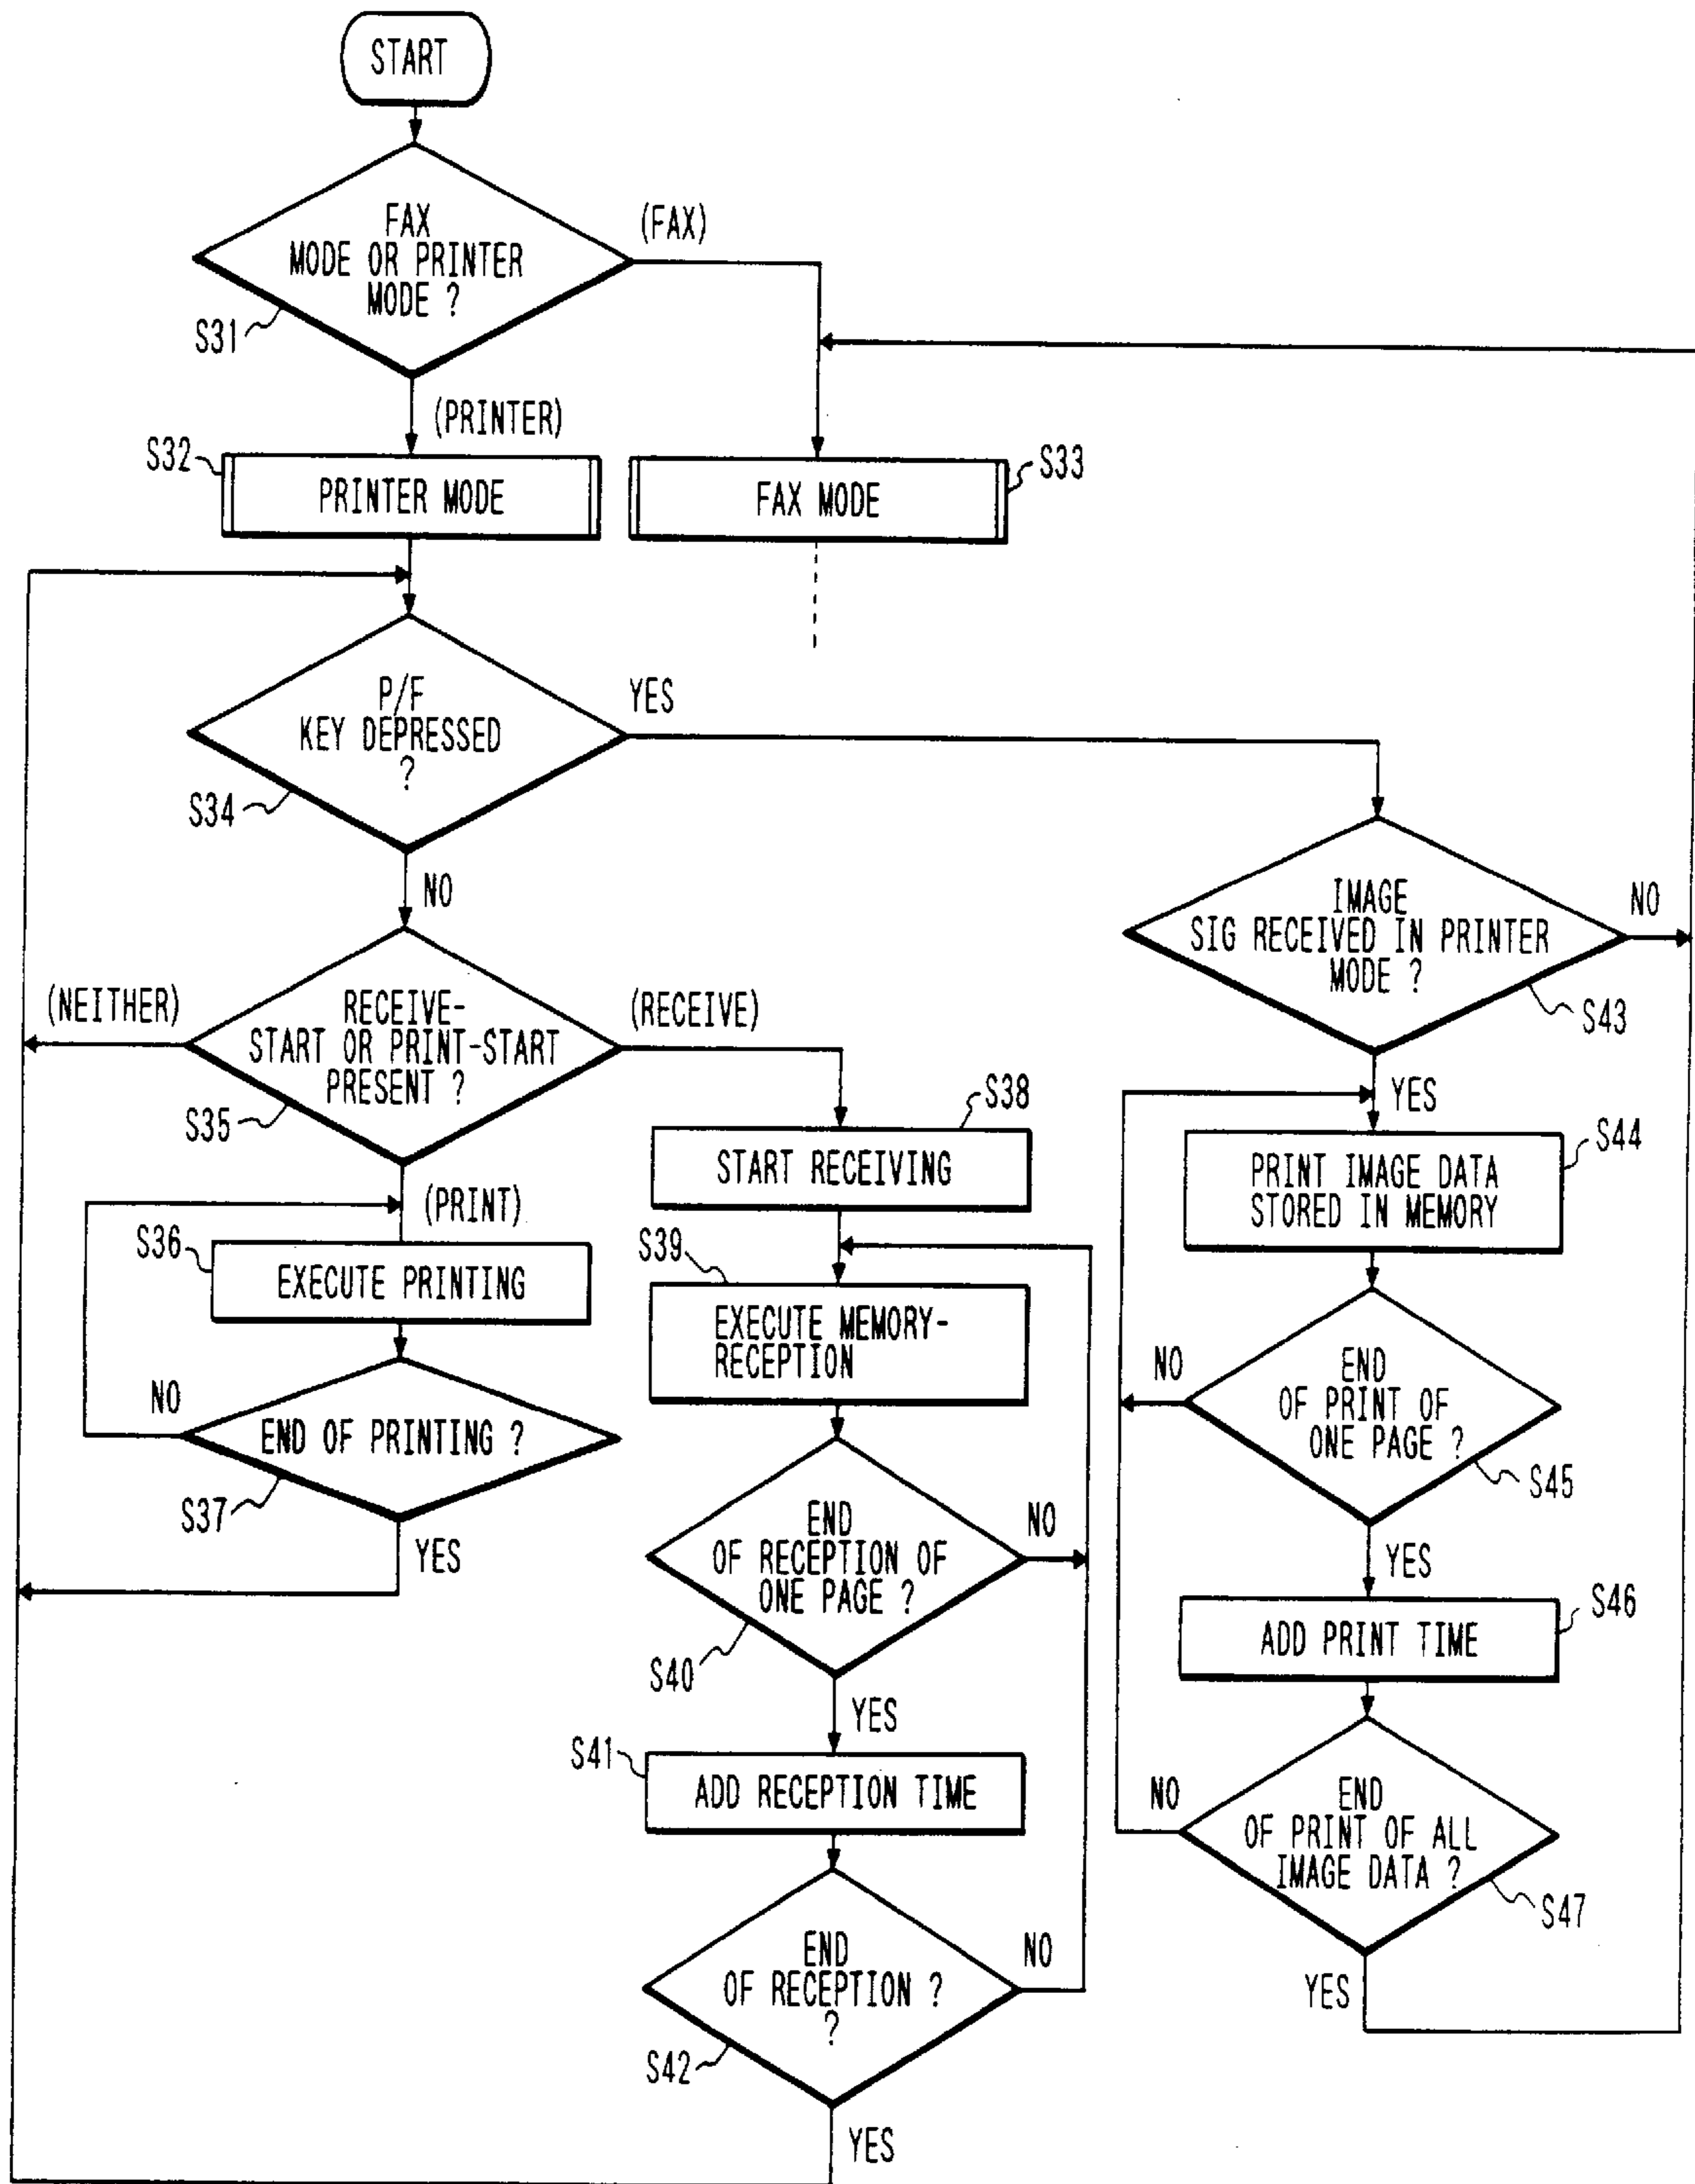 START
FAX
MODE OR PRINTER
MODE ?
S31
(FAX)
(PRINTER)
S32
PRINTER MODE
FAX MODE
S33
P/F
KEY DEPRESSED
?
S34
YES
NO
RECEIVE-
START OR PRINT-START
PRESENT ?
S35
(NEITHER)
(RECEIVE)
(PRINT)
S36
EXECUTE PRINTING
END OF PRINTING ?
S37
NO
YES
S38
START RECEIVING
S39
EXECUTE MEMORY-
RECEPTION
END
OF RECEPTION OF
ONE PAGE ?
S40
NO
YES
S41
ADD RECEPTION TIME
END
OF RECEPTION ?
?
S42
NO
YES
IMAGE
SIG RECEIVED IN PRINTER
MODE ?
S43
NO
YES
S44
PRINT IMAGE DATA
STORED IN MEMORY
END
OF PRINT OF
ONE PAGE ?
S45
NO
YES
S46
ADD PRINT TIME
END
OF PRINT OF ALL
IMAGE DATA ?
S47
NO
YES